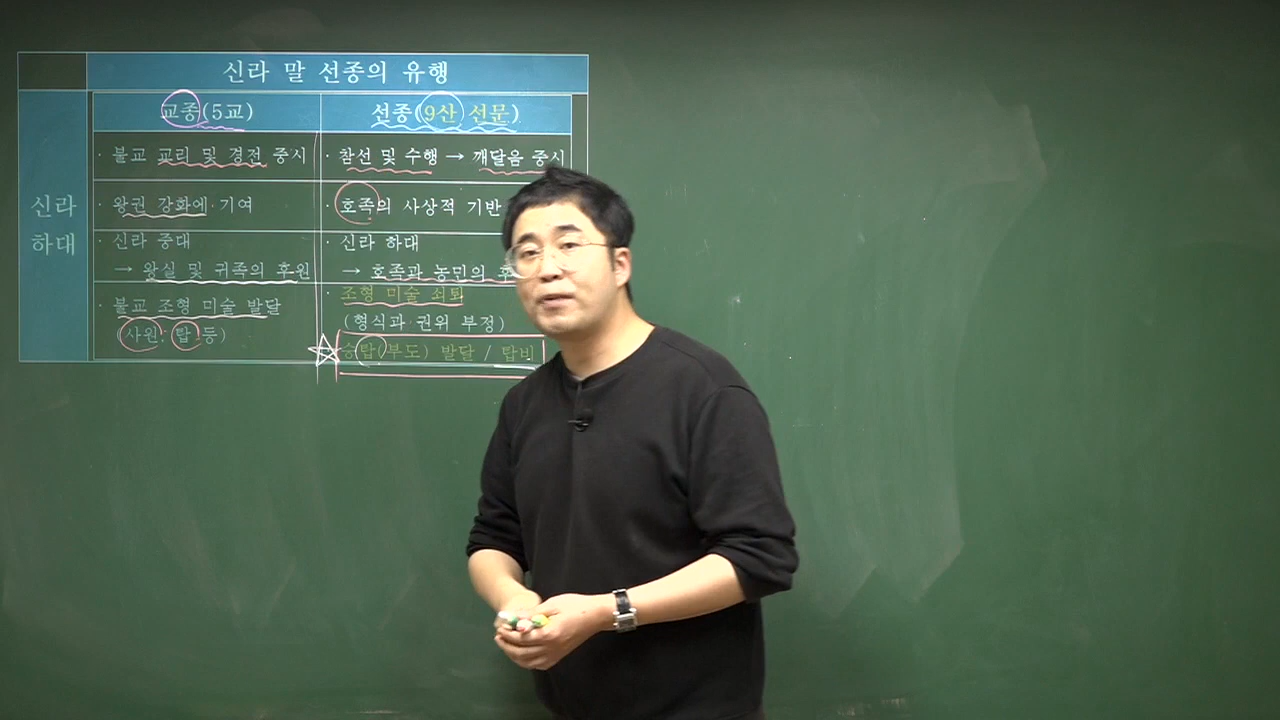 신라 말 선종의 유행
교종(5교)
선종(9산 선문)
신라
하대
· 불교 교리 및 경전 중시
· 참선 및 수행 → 깨달음 중시
· 왕권 강화에 기여
· 호족의 사상적 기반
· 신라 중대
→ 왕실 및 귀족의 후원
· 신라 하대
→ 호족과 농민의 후
· 불교 조형 미술 발달
(사원, 탑 등)
· 조형 미술 쇠퇴
(형식과 권위 부정)
승탑(부도) 발달 / 탑비